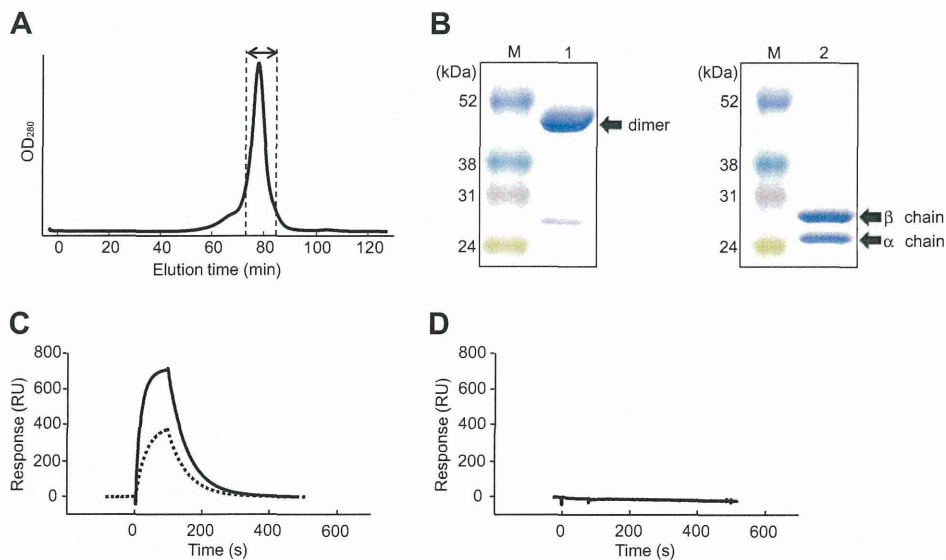 A
OD280
0 20 40 60 80 100 120
Elution time (min)
B
(kDa)
M 1
52
38
31
24
dimer
(kDa)
M 2
52
38
31
24
β chain
α chain
C
Response (RU)
800
600
400
200
0
0 200 400 600
Time (s)
D
Response (RU)
800
600
400
200
0
0 200 400 600
Time (s)